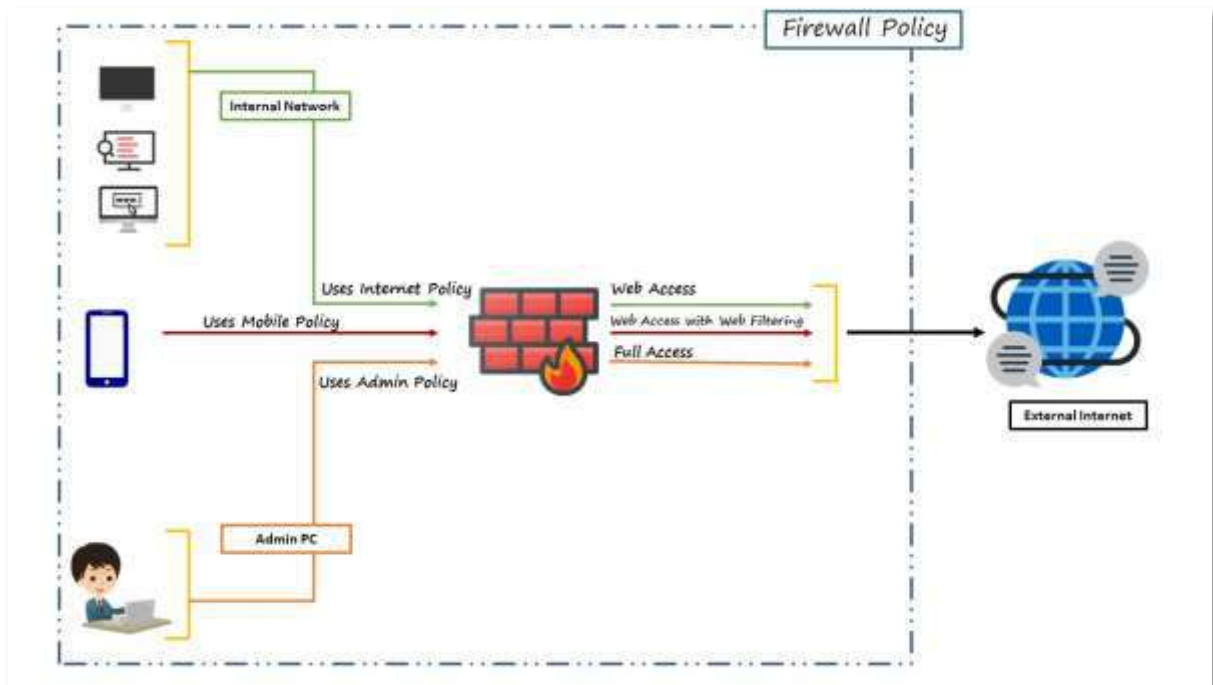 Firewall Policy
Internal Network
www.
Uses Internet Policy
Web Access
Uses Mobile Policy
Web Access with Web Filtering
Full Access
Uses Admin Policy
External Internet
Admin PC